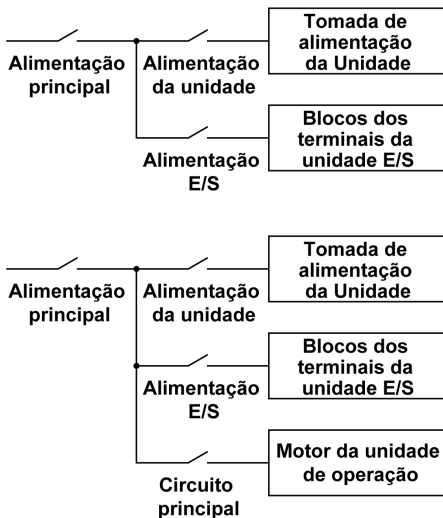 Tomada de
alimentação
da Unidade
Alimentação
principal
Alimentação
da unidade
Blocos dos
terminais da
unidade E/S
Alimentação
E/S
Tomada de
alimentação
da Unidade
Alimentação
principal
Alimentação
da unidade
Blocos dos
terminais da
unidade E/S
Alimentação
E/S
Motor da unidade
de operação
Circuito
principal